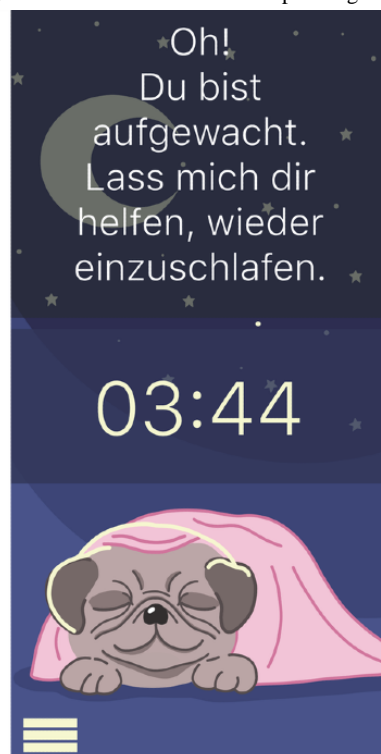 Oh!
Du bist
aufgewacht.
Lass mich dir
helfen, wieder
einzuschlafen.
03:44